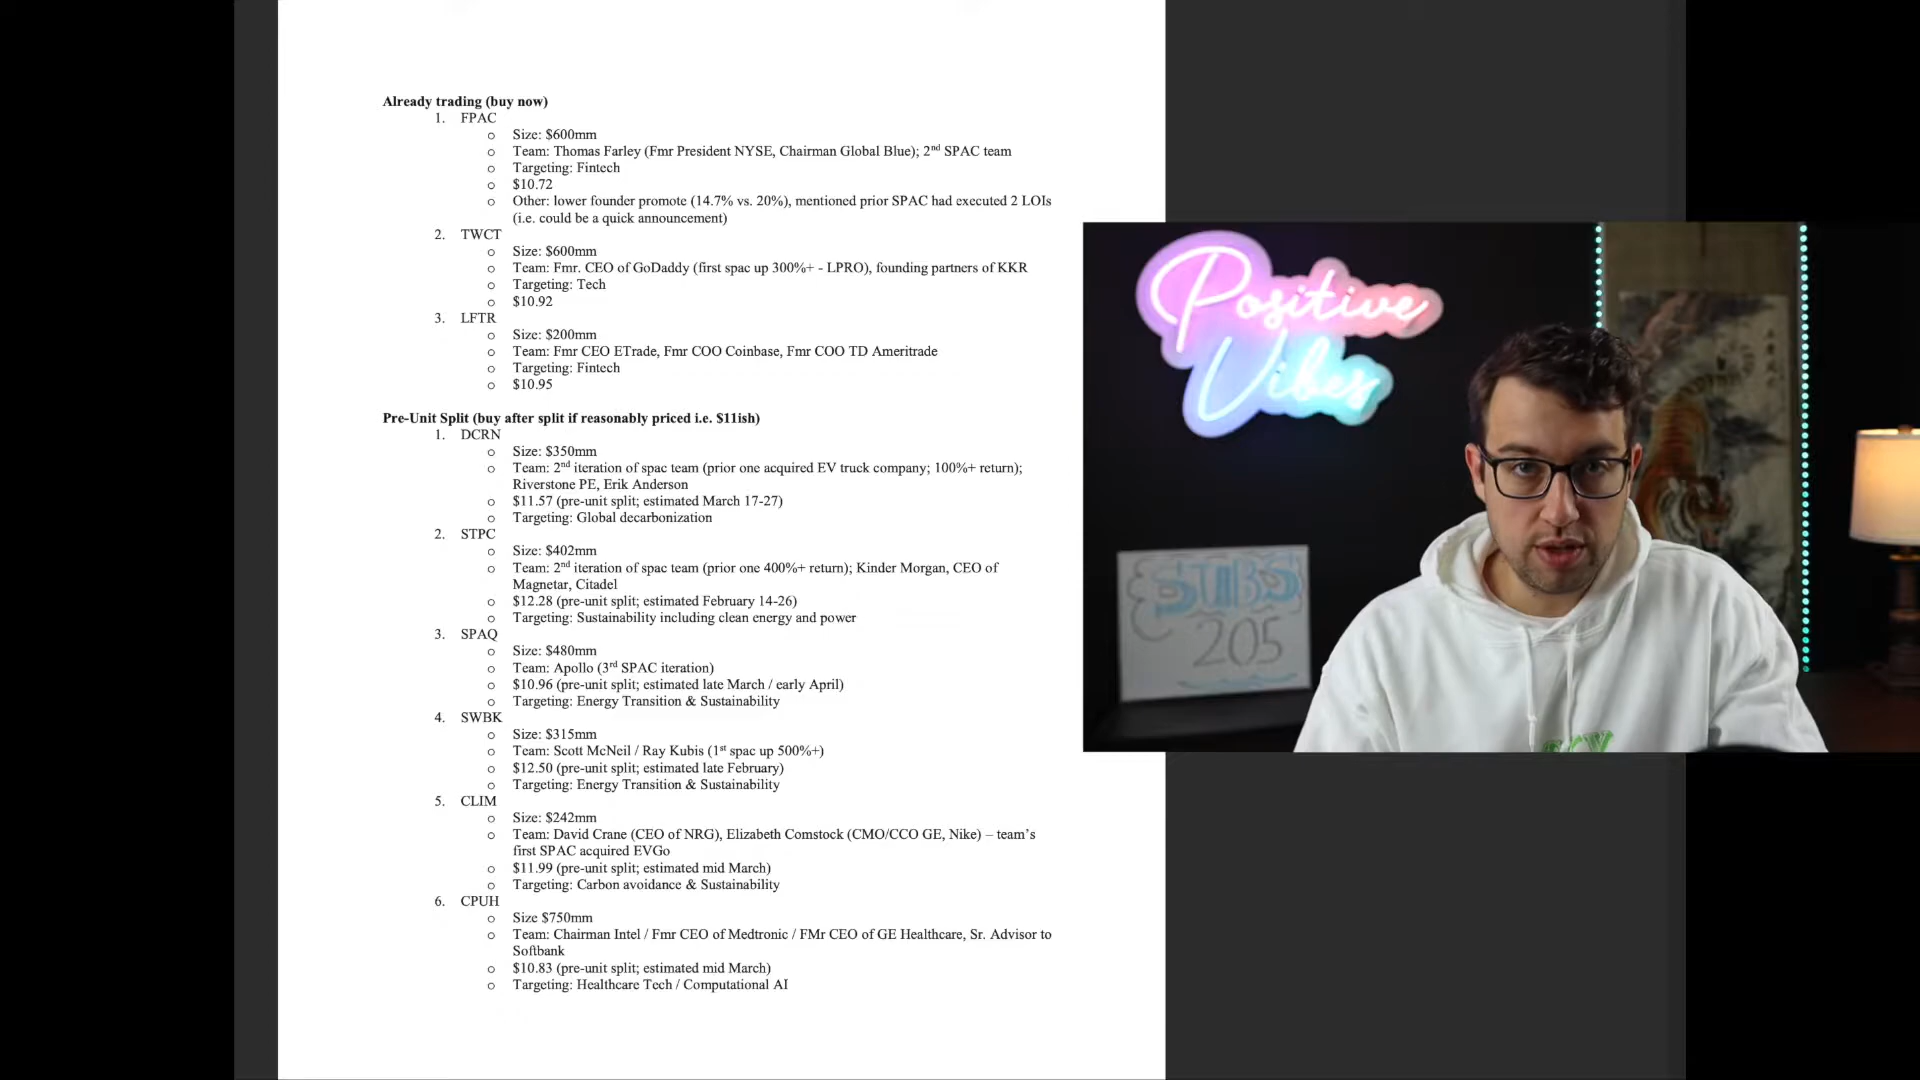 Already trading (buy now)
1. FPAC
o Size: $600mm
o Team: Thomas Farley (Fmr President NYSE, Chairman Global Blue); 2nd SPAC team
o Targeting: Fintech
o $10.72
o Other: lower founder promote (14.7% vs. 20%), mentioned prior SPAC had executed 2 LOIs
(i.e. could be a quick announcement)
2. TWCT
o Size: $600mm
o Team: Fmr. CEO of GoDaddy (first spac up 300%+ - LPRO), founding partners of KKR
o Targeting: Tech
o $10.92
3. LFTR
o Size: $200mm
o Team: Fmr CEO ETrade, Fmr COO Coinbase, Fmr COO TD Ameritrade
o Targeting: Fintech
o $10.95
Pre-Unit Split (buy after split if reasonably priced i.e. $11ish)
1. DCRN
o Size: $350mm
o Team: 2nd iteration of spac team (prior one acquired EV truck company; 100%+ return);
Riverstone PE, Erik Anderson
o $11.57 (pre-unit split; estimated March 17-27)
o Targeting: Global decarbonization
2. STPC
o Size: $402mm
o Team: 2nd iteration of spac team (prior one 400%+ return); Kinder Morgan, CEO of
Magnetar, Citadel
o $12.28 (pre-unit split; estimated February 14-26)
o Targeting: Sustainability including clean energy and power
3. SPAQ
o Size: $480mm
o Team: Apollo (3rd SPAC iteration)
o $10.96 (pre-unit split; estimated late March / early April)
o Targeting: Energy Transition & Sustainability
4. SWBK
o Size: $315mm
o Team: Scott McNeil / Ray Kubis (1st spac up 500%+)
o $12.50 (pre-unit split; estimated late February)
o Targeting: Energy Transition & Sustainability
5. CLIM
o Size: $242mm
o Team: David Crane (CEO of NRG), Elizabeth Comstock (CMO/CCO GE, Nike) – team's
first SPAC acquired EVGo
o $11.99 (pre-unit split; estimated mid March)
o Targeting: Carbon avoidance & Sustainability
6. CPUH
o Size $750mm
o Team: Chairman Intel / Fmr CEO of Medtronic / FMr CEO of GE Healthcare, Sr. Advisor to
Softbank
o $10.83 (pre-unit split; estimated mid March)
o Targeting: Healthcare Tech / Computational AI
Positive
Vibes
STIBS
205